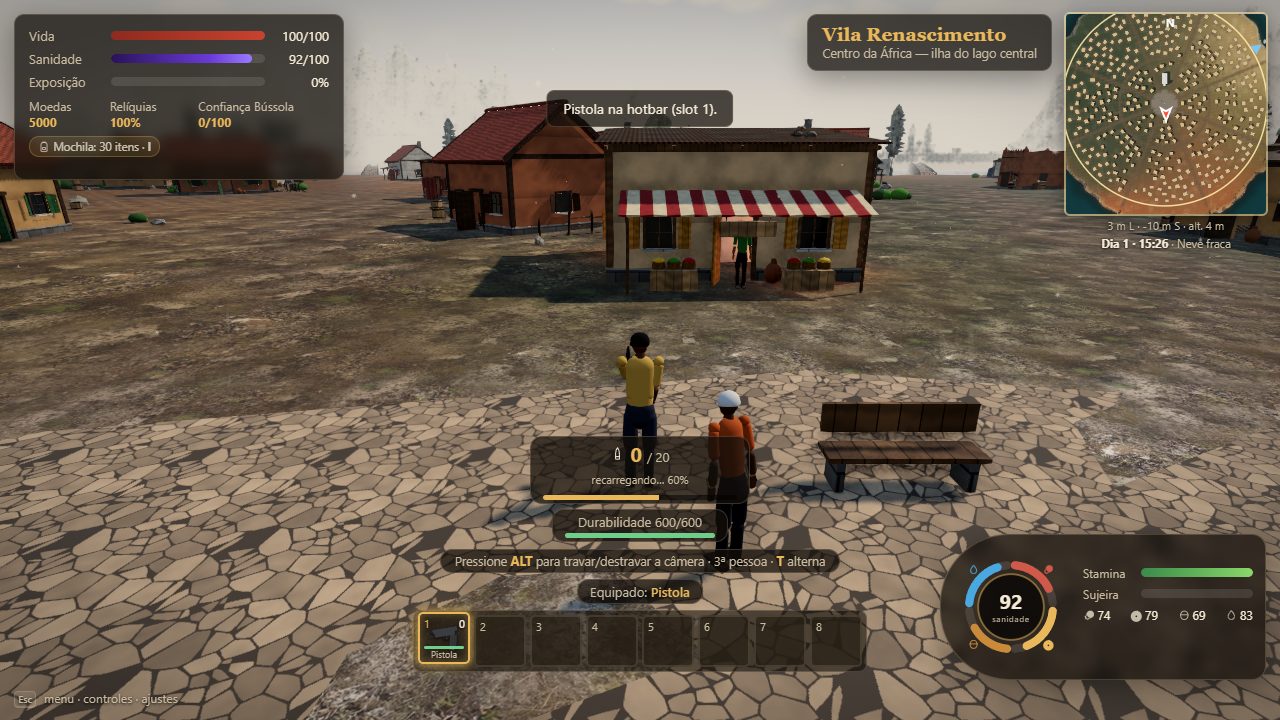 Vida 100/100
Sanidade 92/100
Exposição 0%
Moedas Relíquias Confiança Bússola
5000 100% 0/100
Mochila: 30 itens · I
Pistola na hotbar (slot 1).
Vila Renascimento
Centro da África — ilha do lago central
N
3 m L · -10 m S · alt. 4 m
Dia 1 · 15:26 · Neve fraca
0 / 20
recarregando... 60%
Durabilidade 600/600
Pressione ALT para travar/destravar a câmera · 3ª pessoa · T alterna
Equipado: Pistola
1 0 2 3 4 5 6 7 8
Pistola
92
sanidade
Stamina
Sujeira
74 79 69 83
Esc menu · controles · ajustes